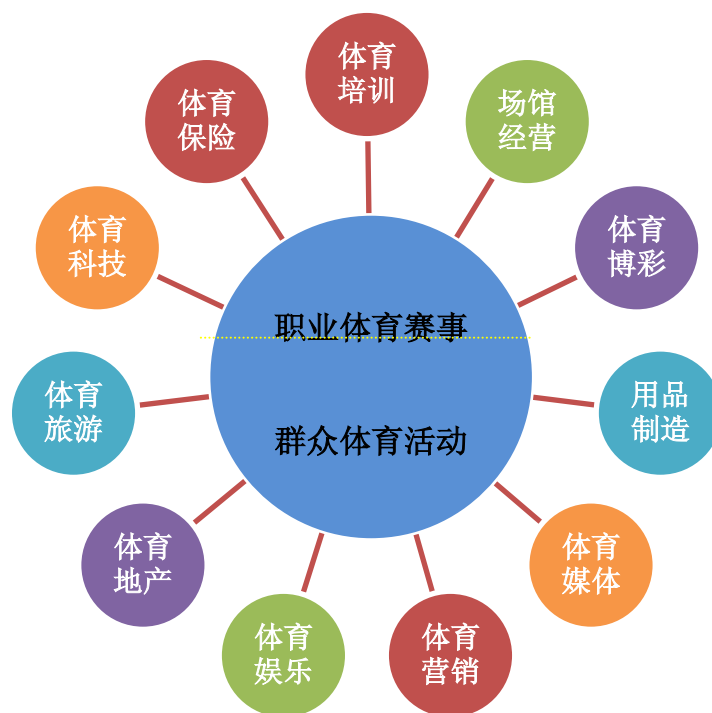 体育
培训
场馆
经营
体育
博彩
用品
制造
体育
媒体
体育
营销
体育
娱乐
体育
地产
体育
旅游
体育
科技
体育
保险
职业体育赛事
群众体育活动